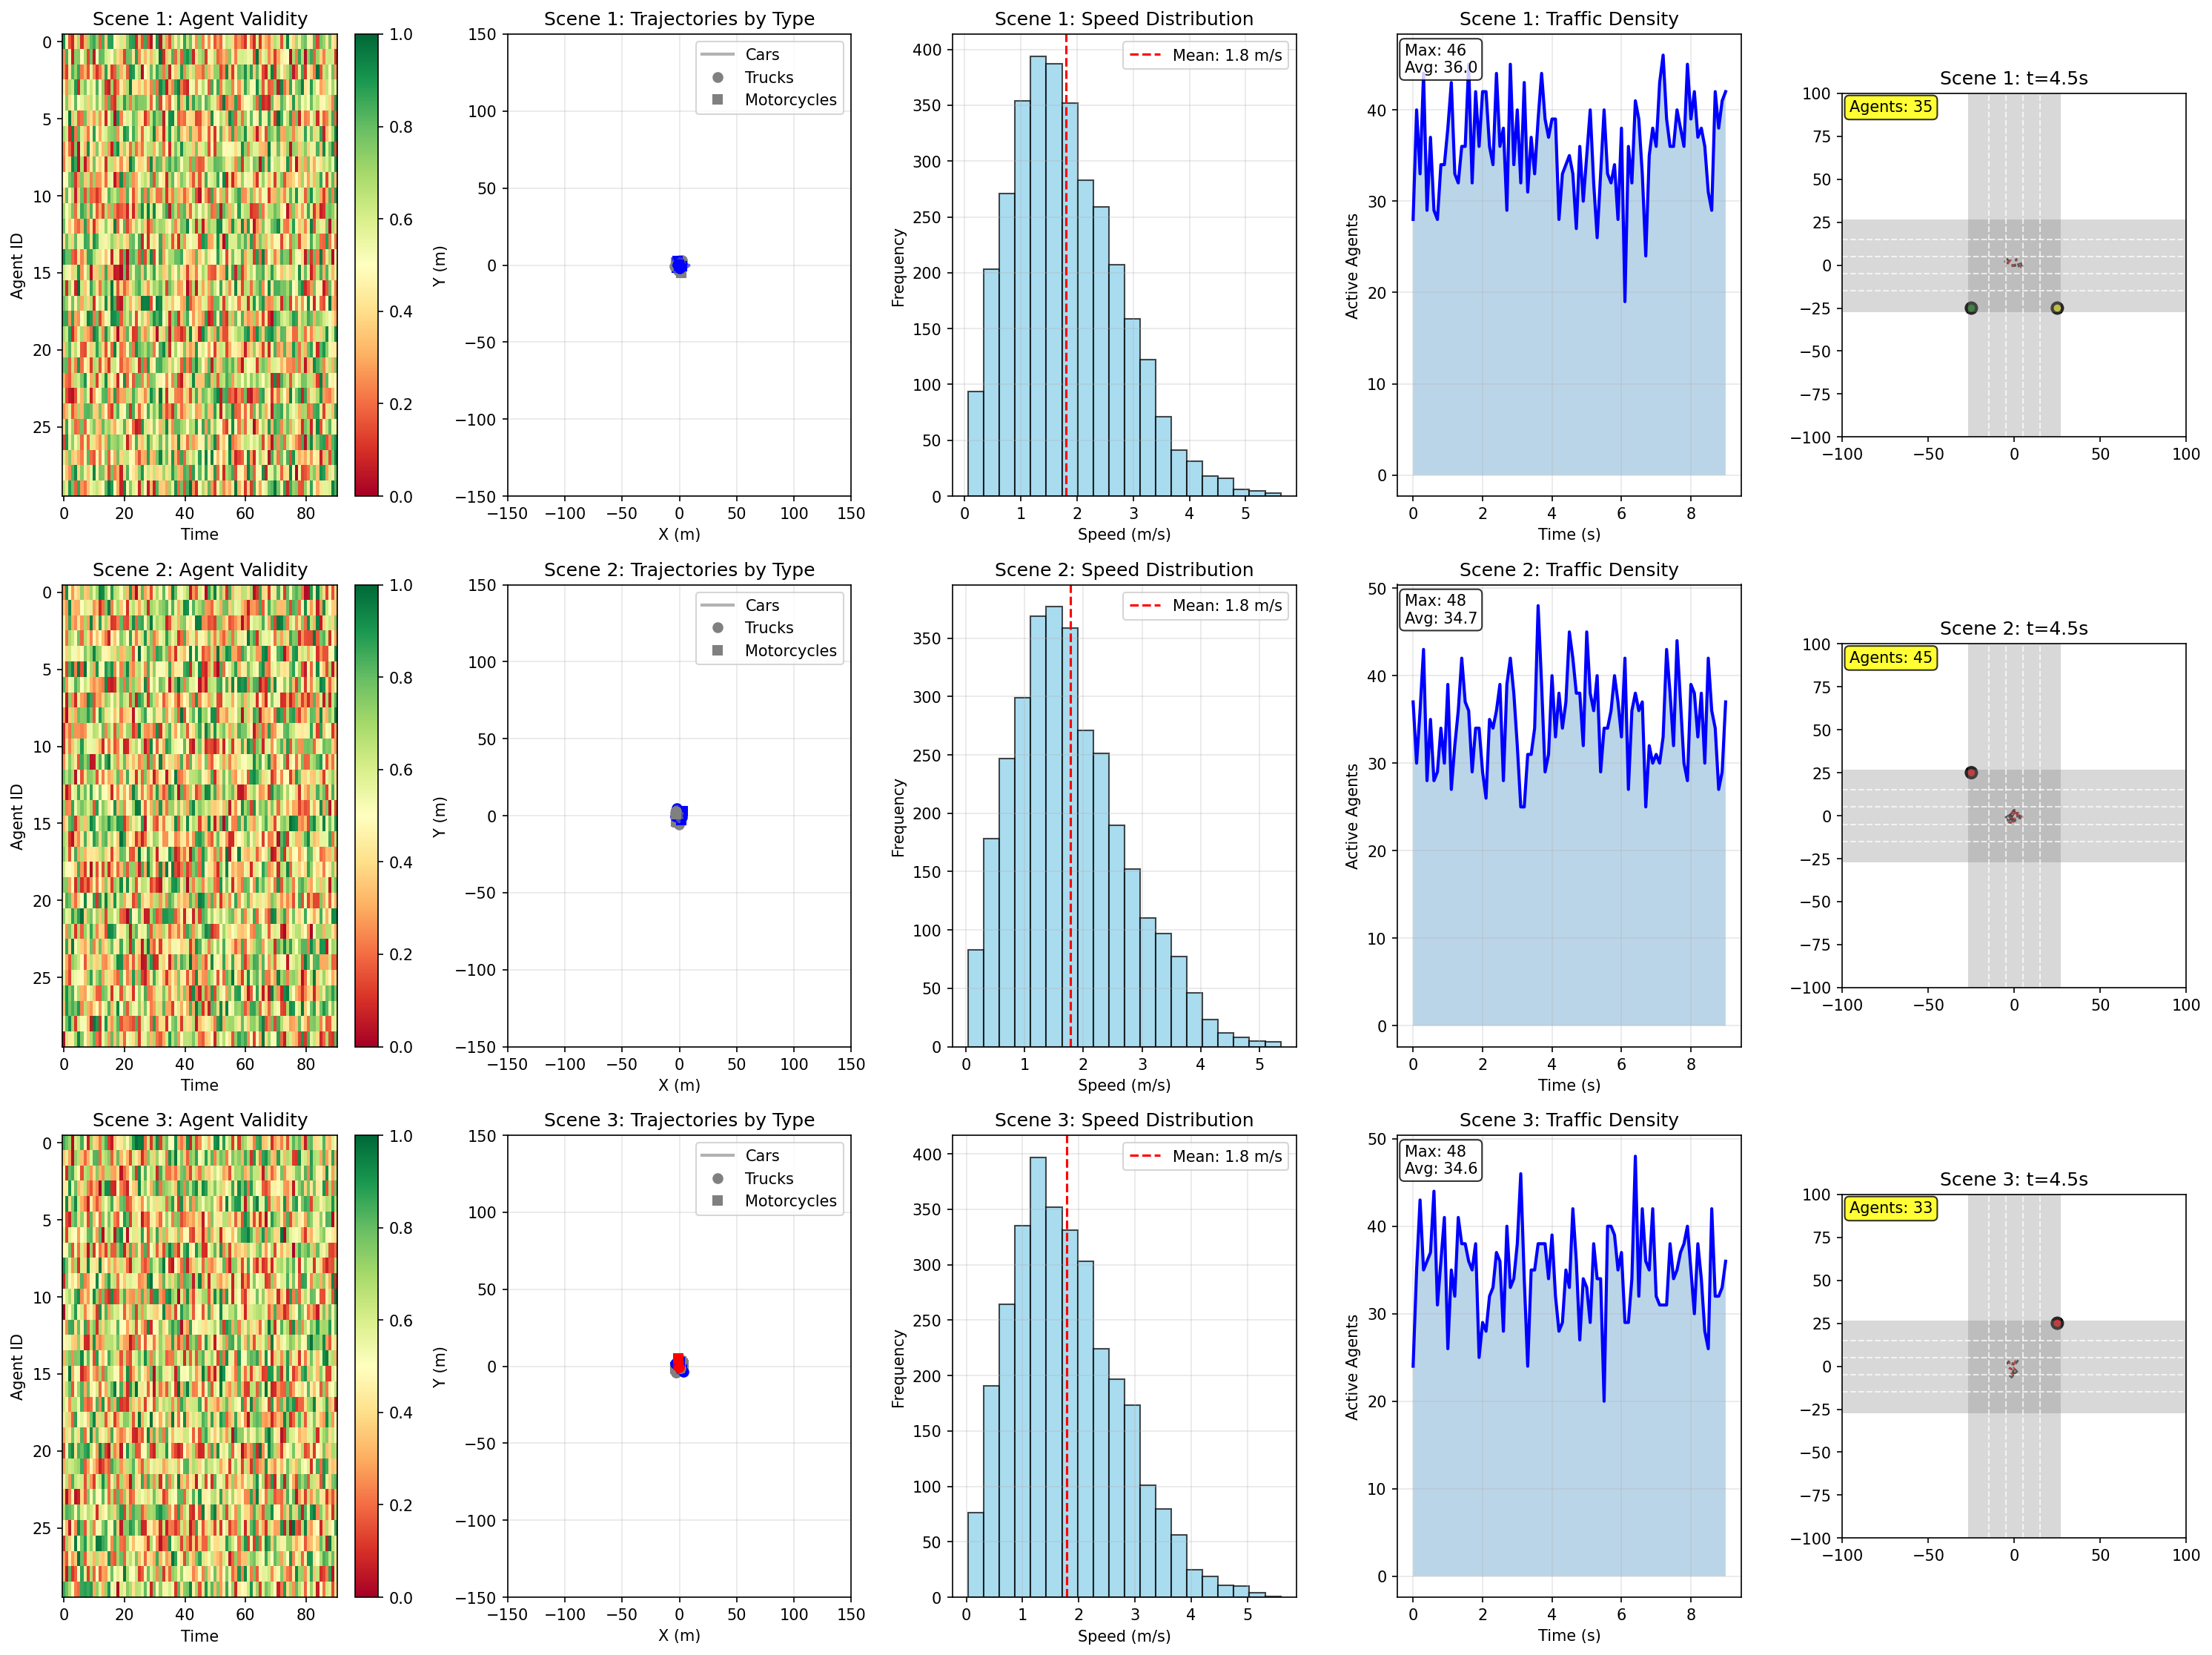 Scene 1: Agent Validity
Agent ID
0
5
10
15
20
25
0 20 40 60 80
Time
1.0
0.8
0.6
0.4
0.2
0.0
Scene 1: Trajectories by Type
Cars
Trucks
Motorcycles
Y (m)
150
100
50
0
−50
−100
−150
−150 −100 −50 0 50 100 150
X (m)
Scene 1: Speed Distribution
Mean: 1.8 m/s
Frequency
400
350
300
250
200
150
100
50
0
0 1 2 3 4 5
Speed (m/s)
Scene 1: Traffic Density
Max: 46
Avg: 36.0
Active Agents
40
30
20
10
0
0 2 4 6 8
Time (s)
Scene 1: t=4.5s
Agents: 35
100
75
50
25
0
−25
−50
−75
−100
−100 −50 0 50 100
Scene 2: Agent Validity
Agent ID
0
5
10
15
20
25
0 20 40 60 80
Time
1.0
0.8
0.6
0.4
0.2
0.0
Scene 2: Trajectories by Type
Cars
Trucks
Motorcycles
Y (m)
150
100
50
0
−50
−100
−150
−150 −100 −50 0 50 100 150
X (m)
Scene 2: Speed Distribution
Mean: 1.8 m/s
Frequency
350
300
250
200
150
100
50
0
0 1 2 3 4 5
Speed (m/s)
Scene 2: Traffic Density
Max: 48
Avg: 34.7
Active Agents
50
40
30
20
10
0
0 2 4 6 8
Time (s)
Scene 2: t=4.5s
Agents: 45
100
75
50
25
0
−25
−50
−75
−100
−100 −50 0 50 100
Scene 3: Agent Validity
Agent ID
0
5
10
15
20
25
0 20 40 60 80
Time
1.0
0.8
0.6
0.4
0.2
0.0
Scene 3: Trajectories by Type
Cars
Trucks
Motorcycles
Y (m)
150
100
50
0
−50
−100
−150
−150 −100 −50 0 50 100 150
X (m)
Scene 3: Speed Distribution
Mean: 1.8 m/s
Frequency
400
350
300
250
200
150
100
50
0
0 1 2 3 4 5
Speed (m/s)
Scene 3: Traffic Density
Max: 48
Avg: 34.6
Active Agents
50
40
30
20
10
0
0 2 4 6 8
Time (s)
Scene 3: t=4.5s
Agents: 33
100
75
50
25
0
−25
−50
−75
−100
−100 −50 0 50 100